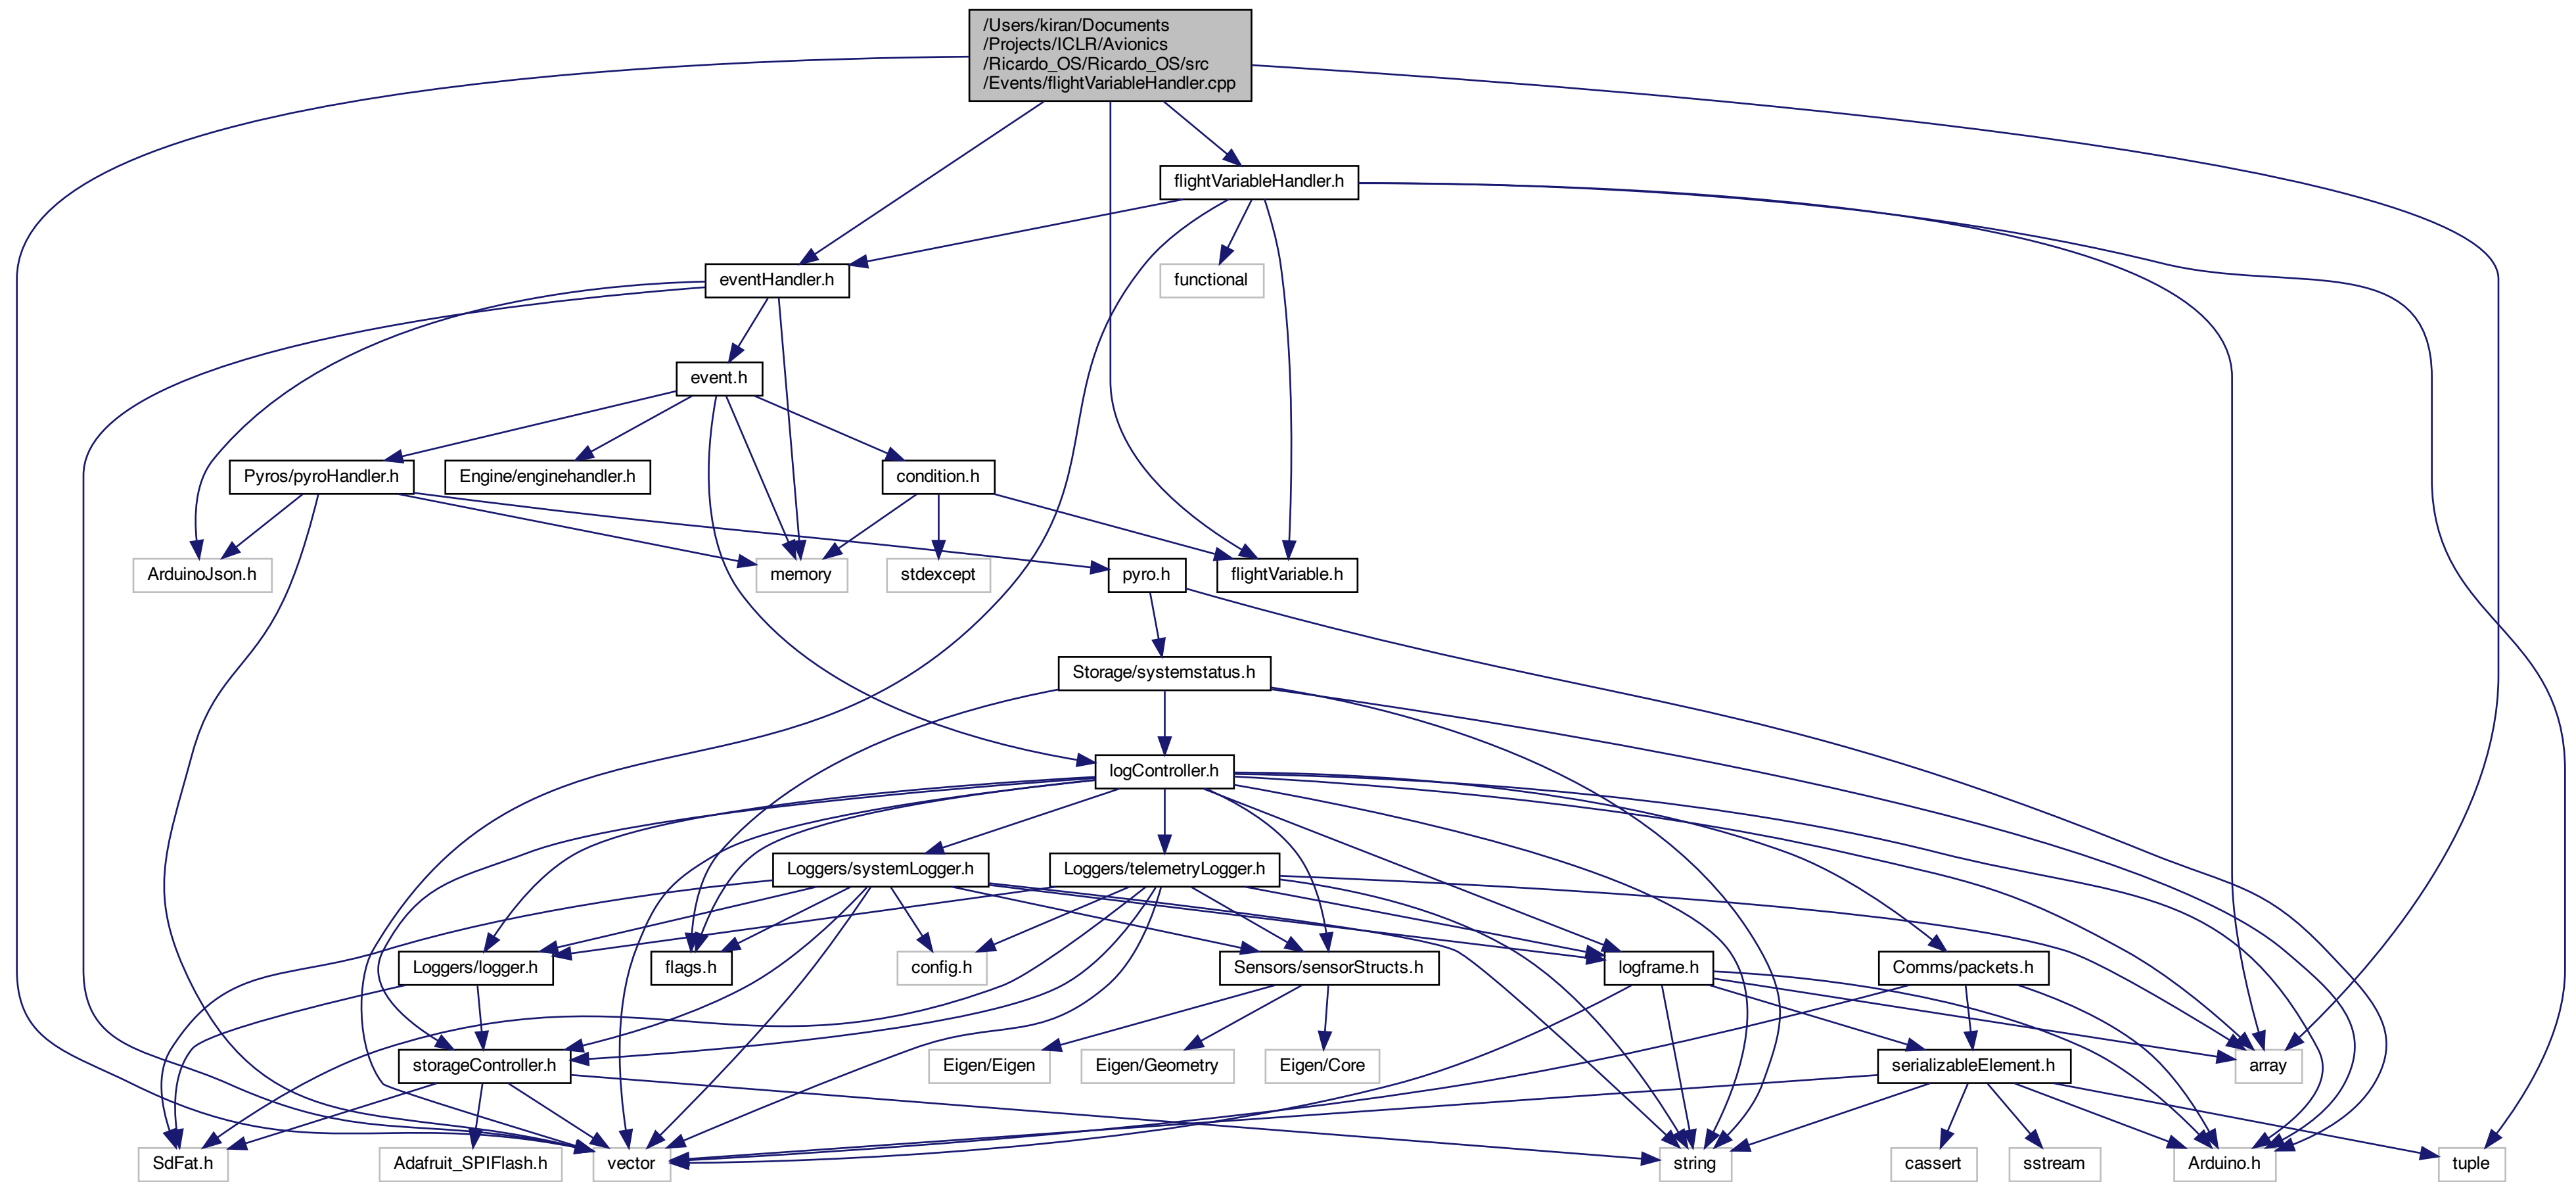 /Users/kiran/Documents
/Projects/ICLR/Avionics
/Ricardo_OS/Ricardo_OS/src
/Events/flightVariableHandler.cpp
flightVariableHandler.h
eventHandler.h
functional
event.h
Pyros/pyroHandler.h
Engine/enginehandler.h
condition.h
ArduinoJson.h
memory
stdexcept
pyro.h
flightVariable.h
Storage/systemstatus.h
logController.h
Loggers/systemLogger.h
Loggers/telemetryLogger.h
Loggers/logger.h
flags.h
config.h
Sensors/sensorStructs.h
logframe.h
Comms/packets.h
storageController.h
Eigen/Eigen
Eigen/Geometry
Eigen/Core
serializableElement.h
array
SdFat.h
Adafruit_SPIFlash.h
vector
string
cassert
sstream
Arduino.h
tuple